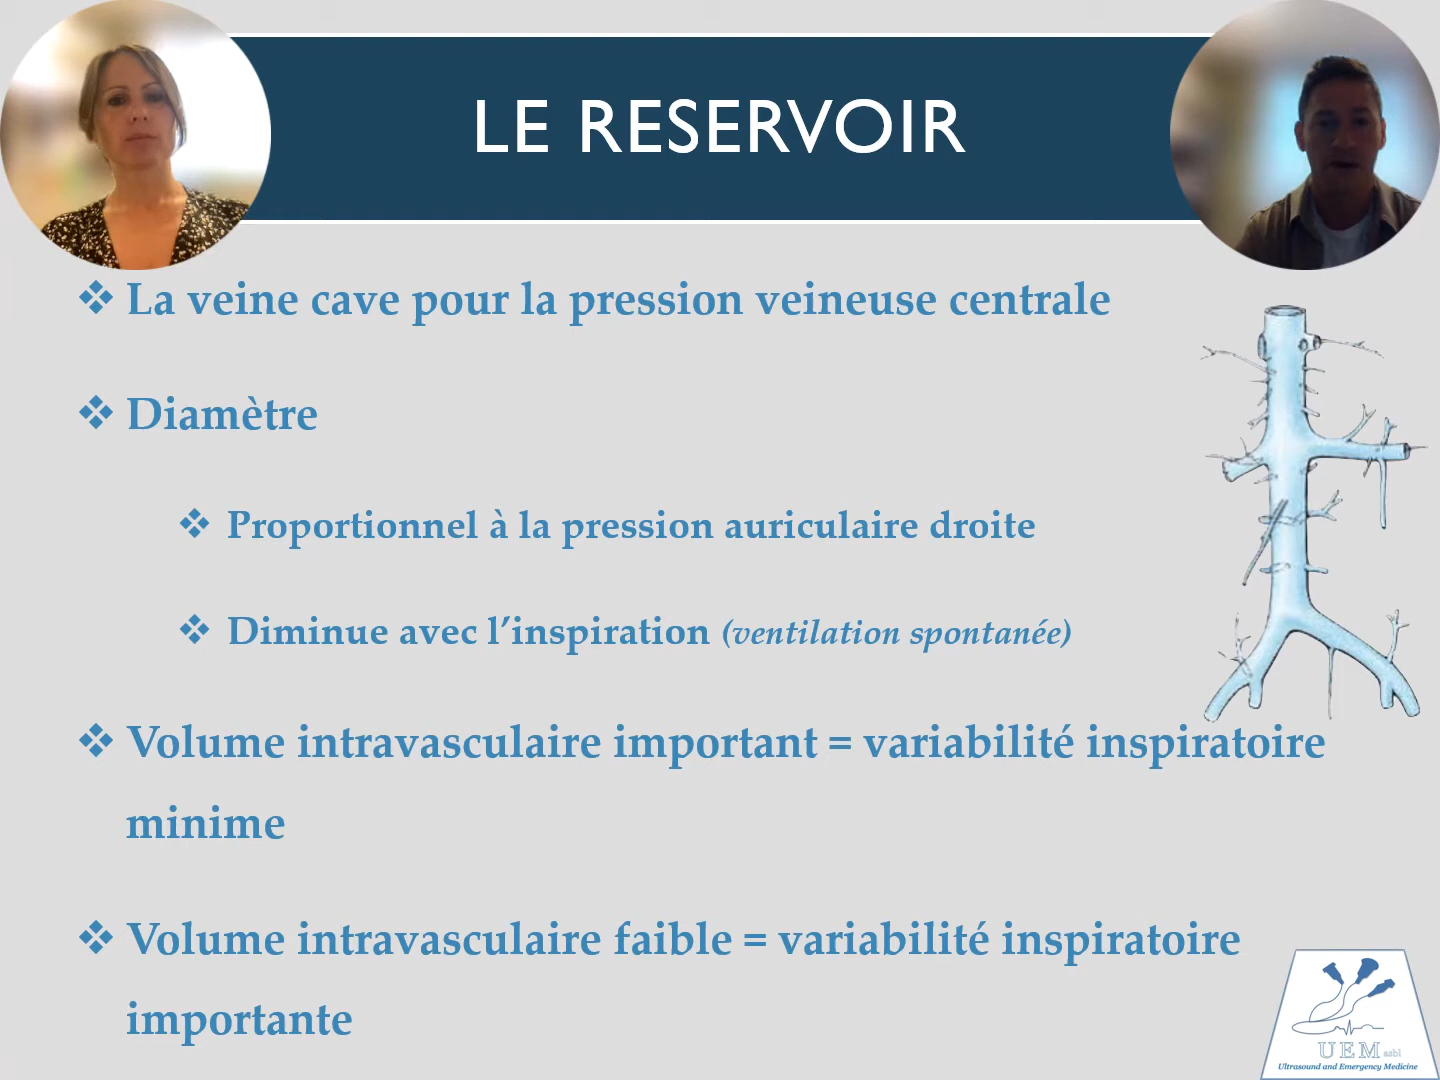 LE RESERVOIR
❖ La veine cave pour la pression veineuse centrale
❖ Diamètre
❖ Proportionnel à la pression auriculaire droite
❖ Diminue avec l’inspiration (ventilation spontanée)
❖ Volume intravasculaire important = variabilité inspiratoire
minime
❖ Volume intravasculaire faible = variabilité inspiratoire
importante
UEM asbl
Ultrasound and Emergency Medicine